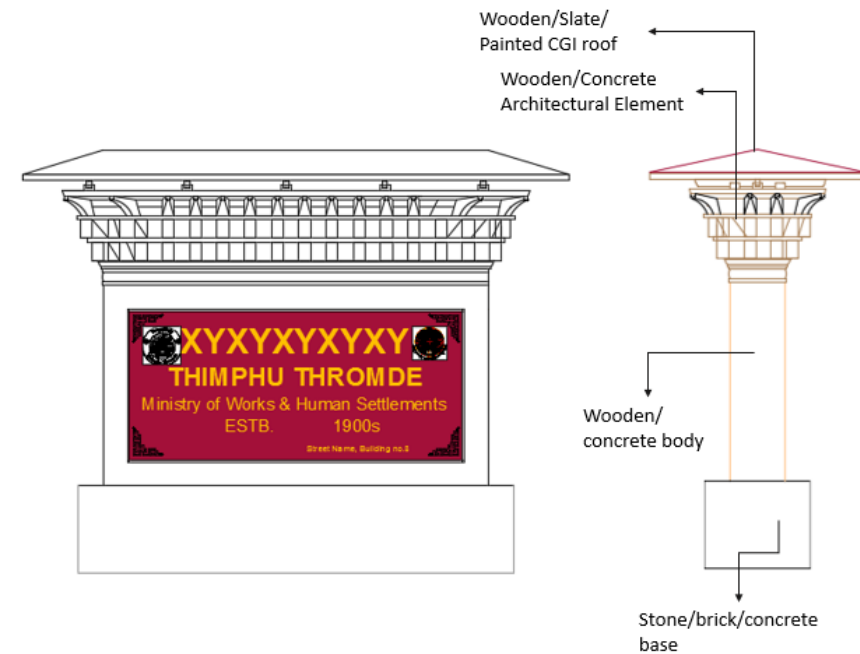 Wooden/Slate/
Painted CGI roof
Wooden/Concrete
Architectural Element
XYXYXYXYXY
THIMPHU THROMDE
Ministry of Works & Human Settlements
ESTB. 1900s
Street Name, Building no.8
Wooden/
concrete body
Stone/brick/concrete
base